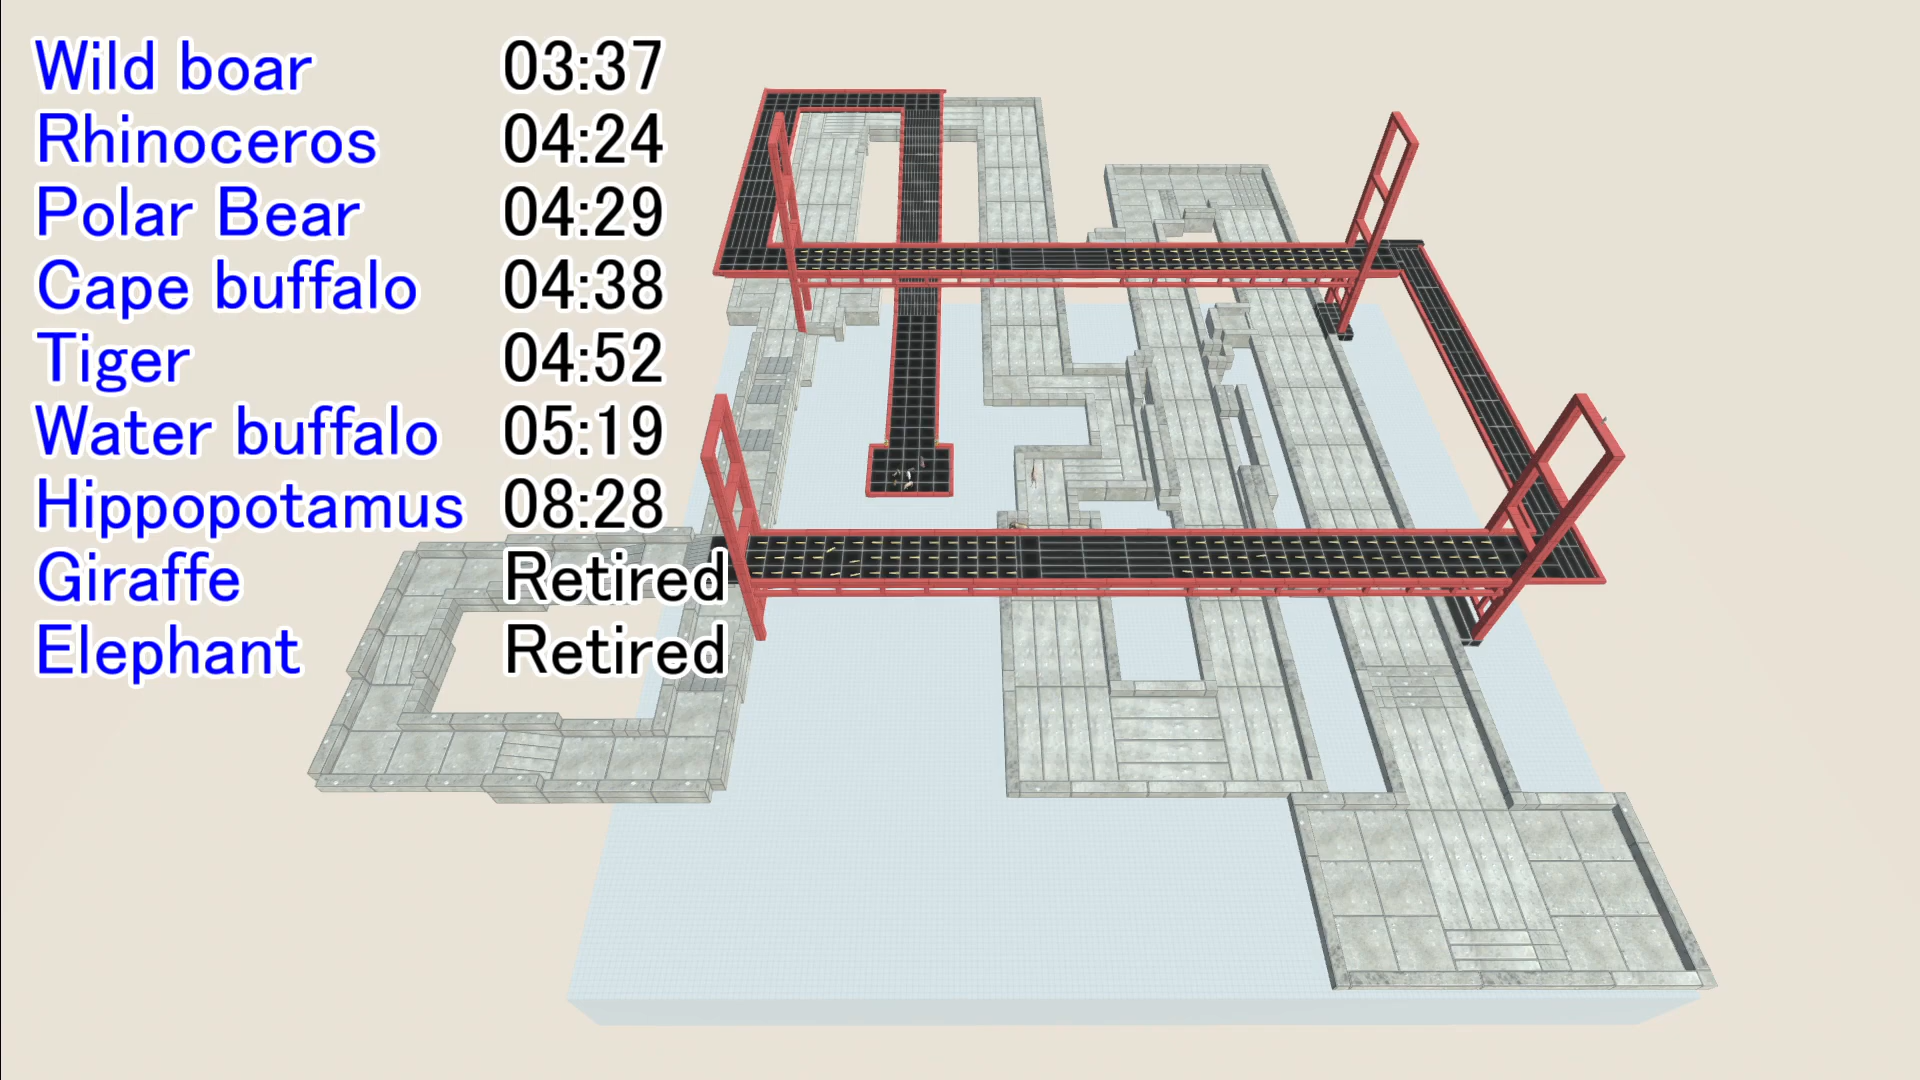 Wild boar 03:37
Rhinoceros 04:24
Polar Bear 04:29
Cape buffalo 04:38
Tiger 04:52
Water buffalo 05:19
Hippopotamus 08:28
Giraffe Retired
Elephant Retired